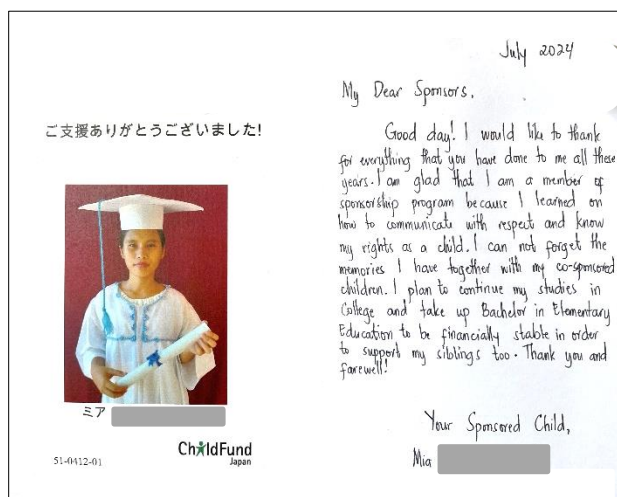 ご支援ありがとうございました!
ミア
51-0412-01
ChildFund
Japan
July 2024
My Dear Sponsors,
Good day! I would like to thank
for everything that you have done to me all these
years. I am glad that I am a member of
sponsorship program because I learned on
how to communicate with respect and know
my rights as a child. I can not forget the
memories I have together with my co-sponsored
children. I plan to continue my studies in
College and take up Bachelor in Elementary
Education to be financially stable in order
to support my siblings too. Thank you and
farewell!
Your Sponsored Child,
Mia